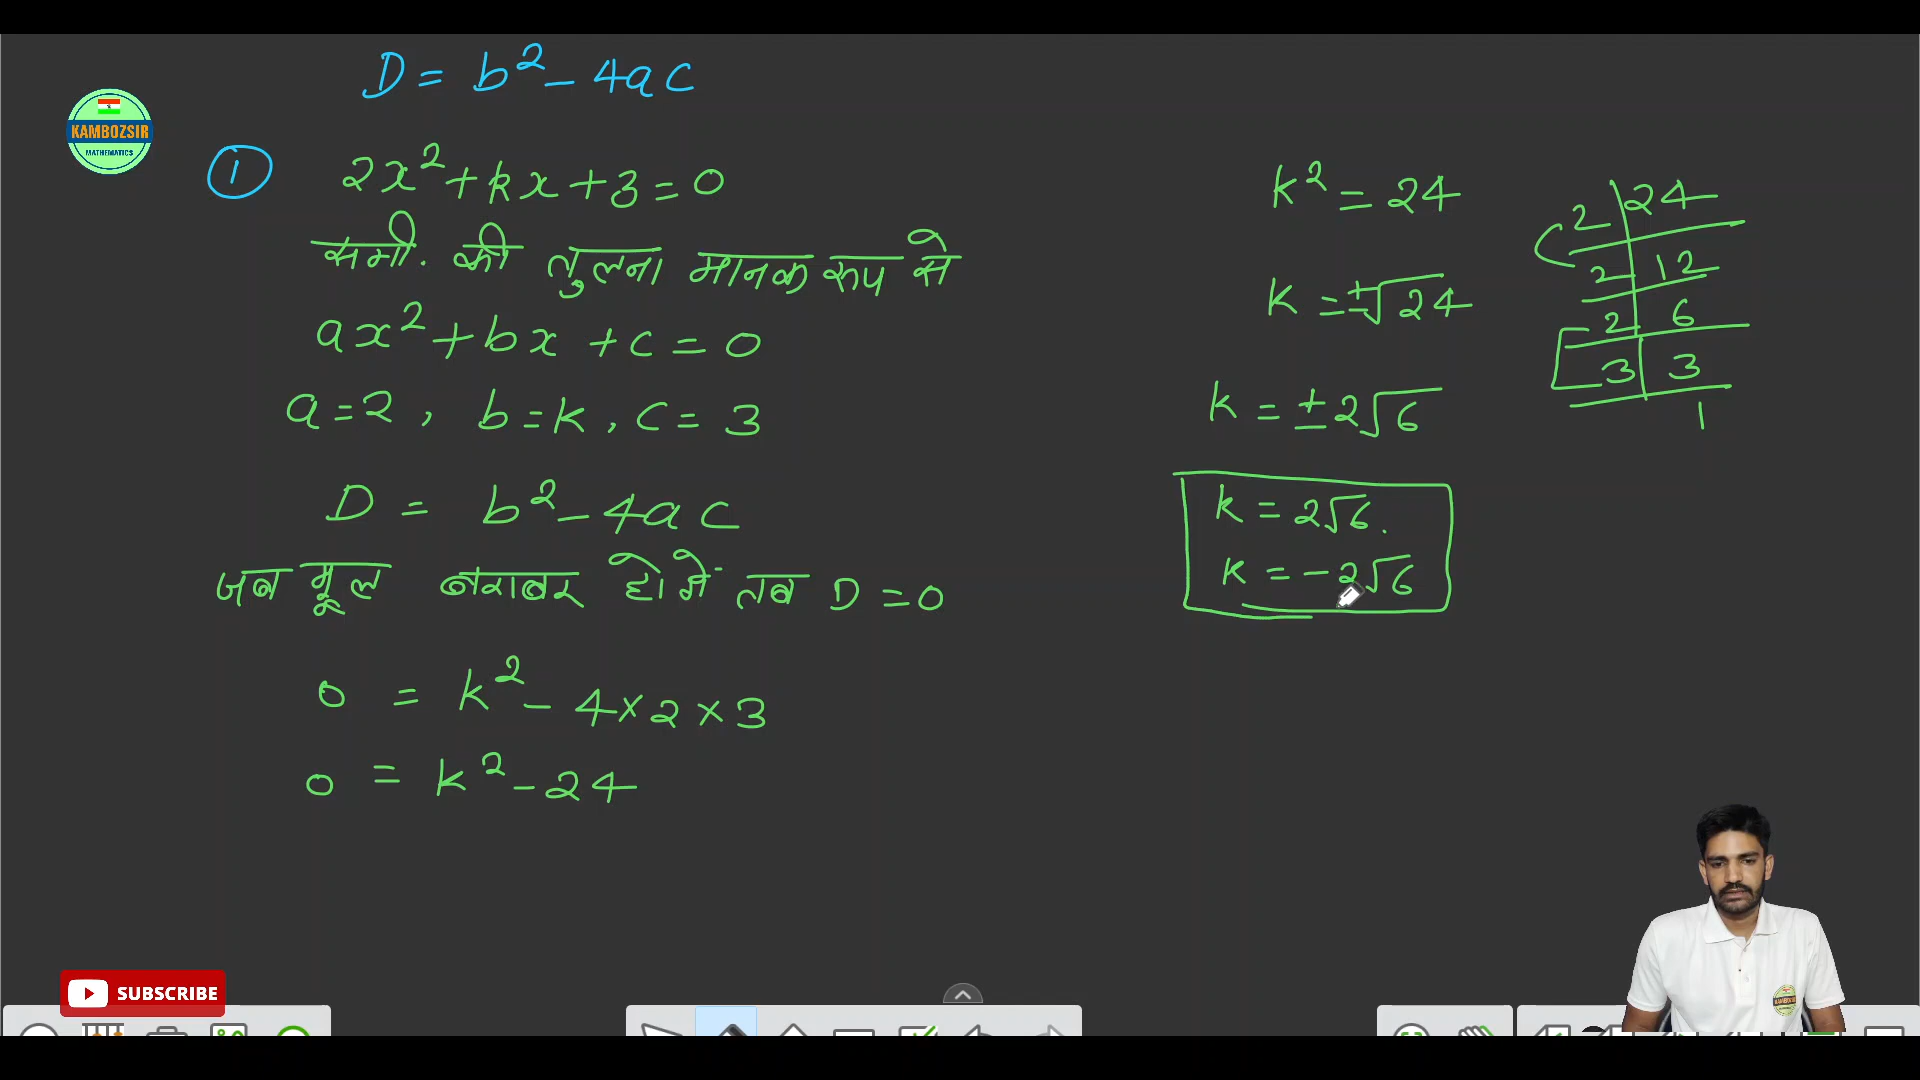 D = b² - 4ac
KAMBOZSIR
MATHEMATICS
1 2x² + kx + 3 = 0
समी. की तुलना मानक रूप से
ax² + bx + c = 0
a = 2, b = k, c = 3
D = b² - 4ac
जब मूल बराबर होगें तब D = 0
0 = k² - 4 × 2 × 3
0 = k² - 24
k² = 24
k = ±√24
k = ±2√6
k = 2√6.
k = -2√6
2 24
2 12
2 6
3 3
1
SUBSCRIBE